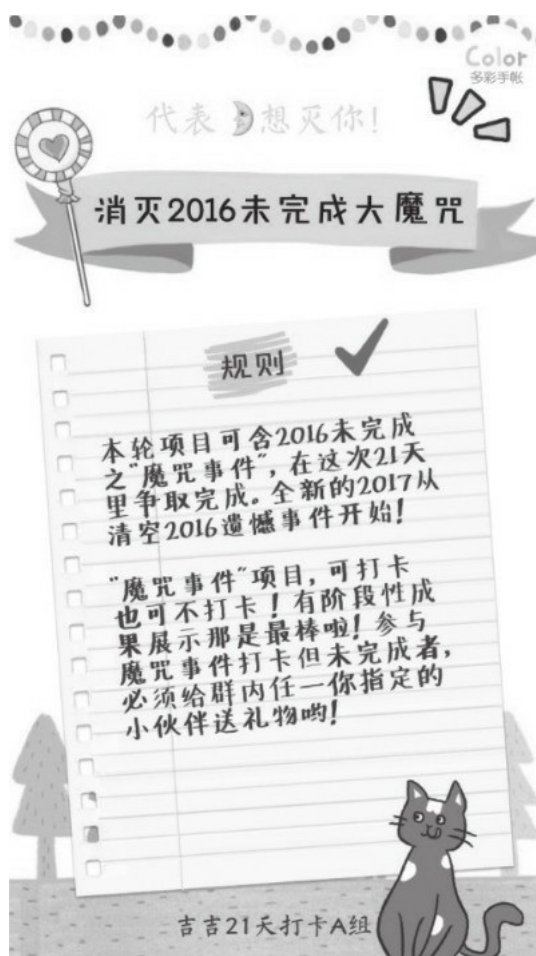 Color
多彩手帐
代表🌛想灭你!
消灭2016未完成大魔咒
规则
本轮项目可含2016未完成
之"魔咒事件",在这次21天
里争取完成。全新的2017从
清空2016遗憾事件开始!
"魔咒事件"项目,可打卡
也可不打卡!有阶段性成
果展示那是最棒啦!参与
魔咒事件打卡但未完成者,
必须给群内任一你指定的
小伙伴送礼物哟!
吉吉21天打卡A组